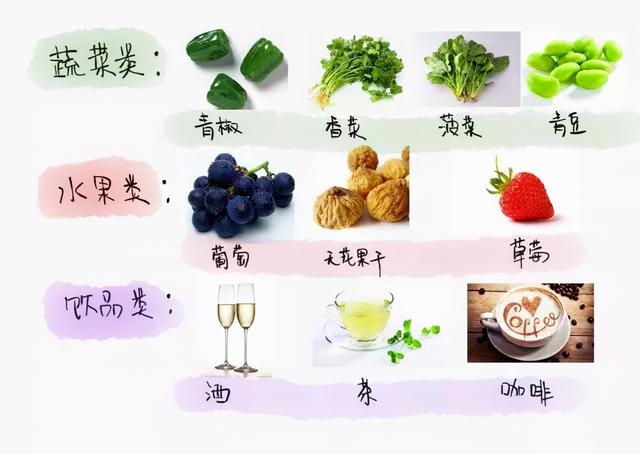 蔬菜类：
青椒 香菜 菠菜 青豆
水果类：
葡萄 无花果干 草莓
饮品类：
Coffee
酒 茶 咖啡